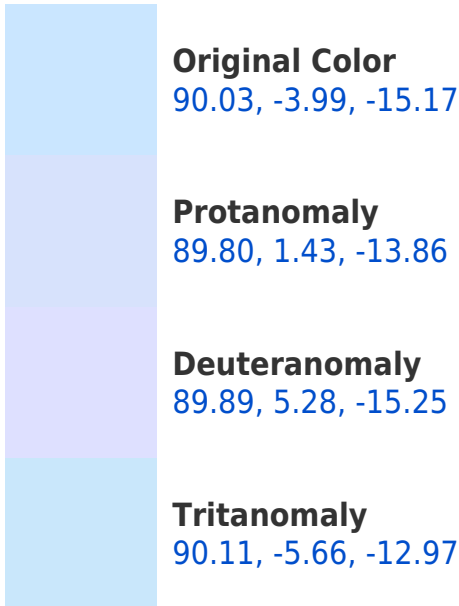 Original Color
90.03, -3.99, -15.17
Protanomaly
89.80, 1.43, -13.86
Deuteranomaly
89.89, 5.28, -15.25
Tritanomaly
90.11, -5.66, -12.97